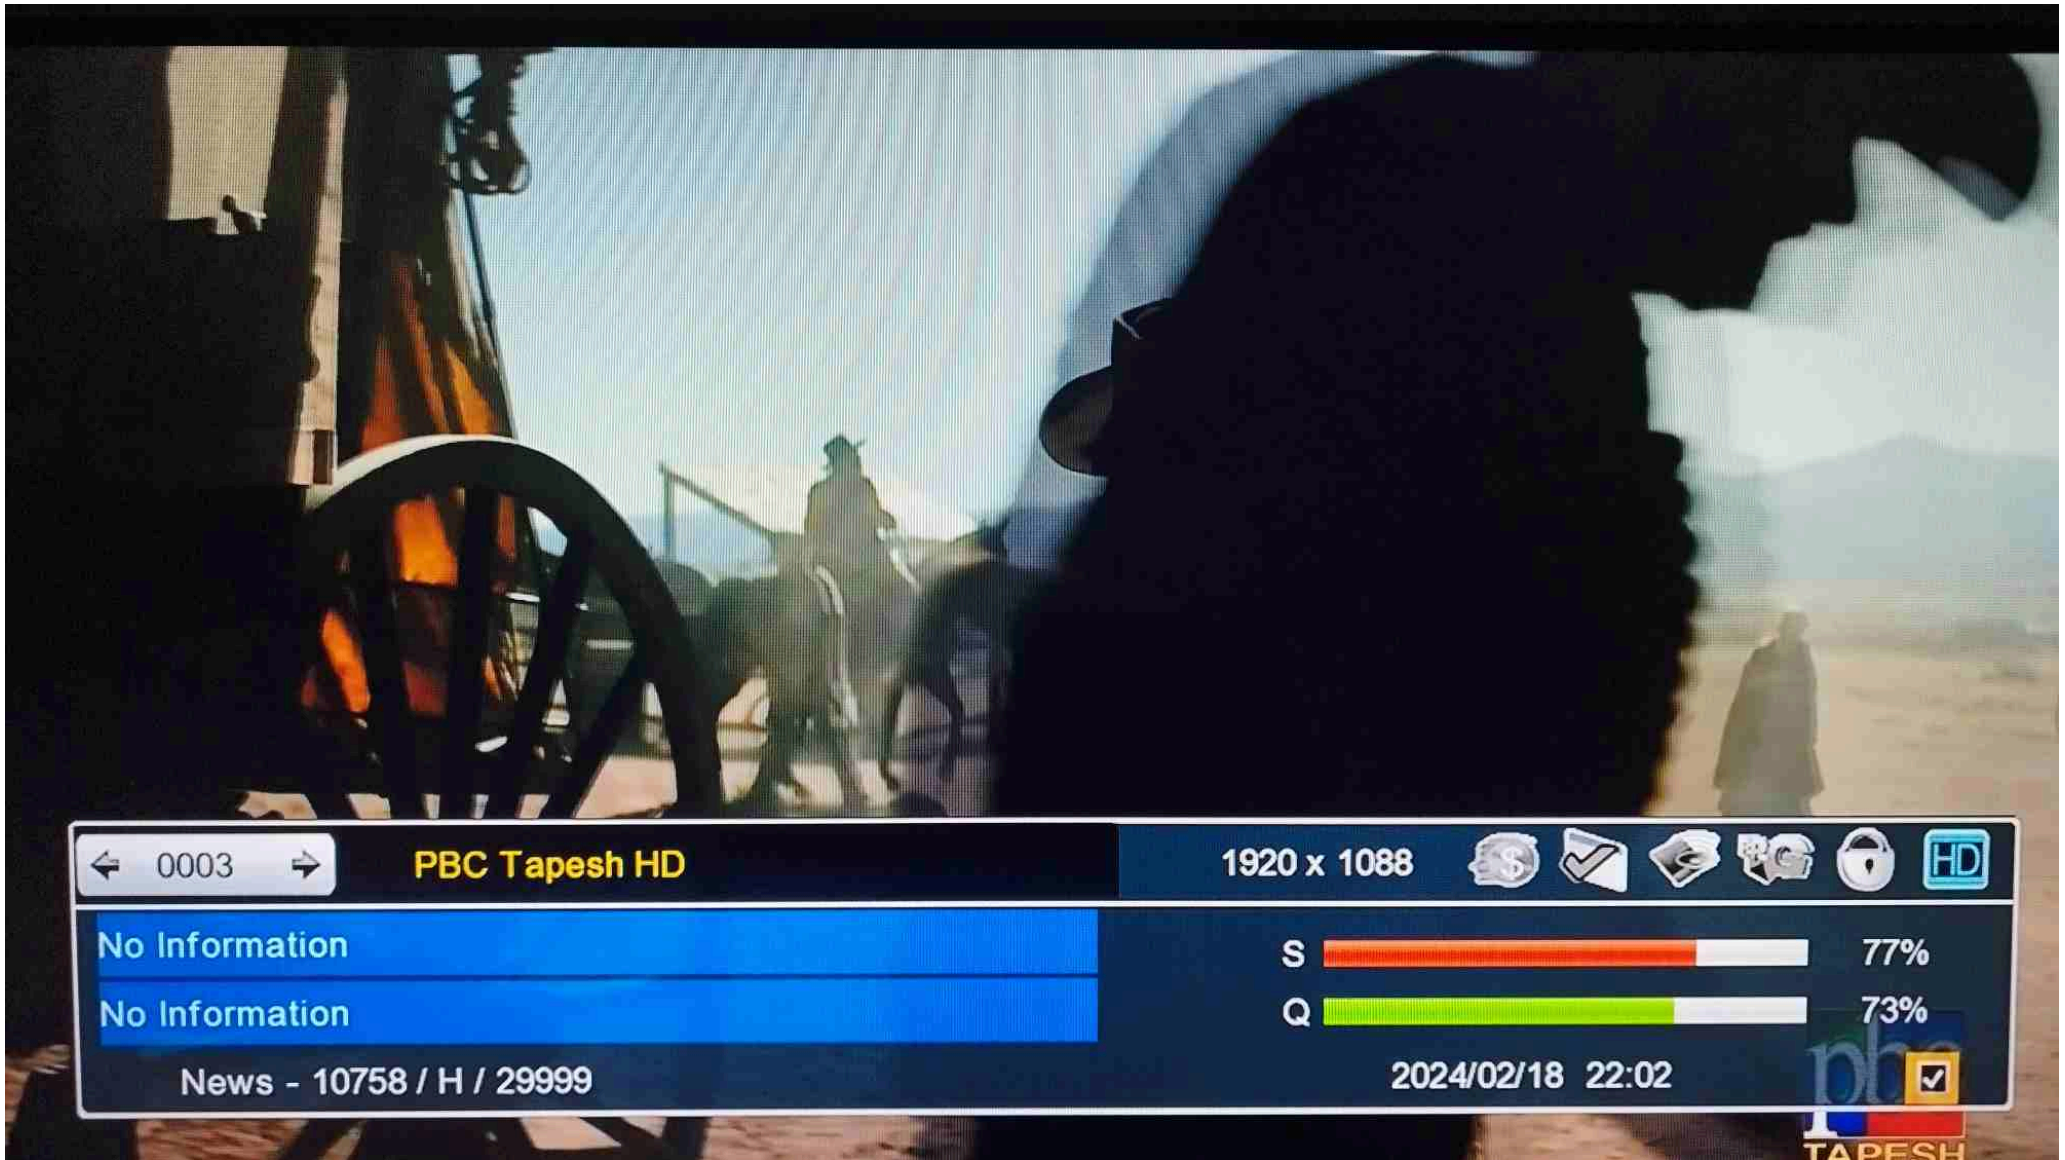 0003
PBC Tapesh HD
1920 x 1088
$
G
HD
No Information
No Information
S 77%
Q 73%
News - 10758 / H / 29999
2024/02/18 22:02
pbc
TAPESH